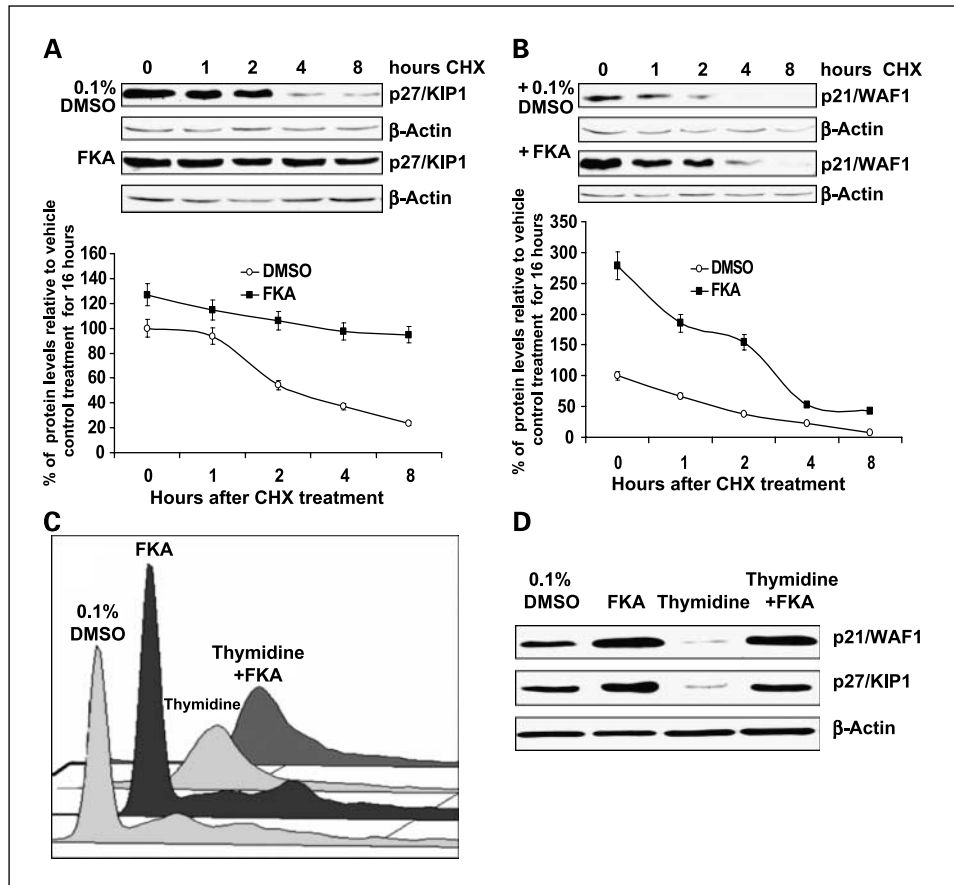 A
0 1 2 4 8 hours CHX
0.1% DMSO
p27/KIP1
β-Actin
FKA
p27/KIP1
β-Actin
% of protein levels relative to vehicle
control treatment for 16 hours
160
140
120
100
80
60
40
20
0
DMSO
FKA
0 1 2 4 8
Hours after CHX treatment
B
0 1 2 4 8 hours CHX
+ 0.1% DMSO
p21/WAF1
β-Actin
+ FKA
p21/WAF1
β-Actin
% of protein levels relative to vehicle
control treatment for 16 hours
350
300
250
200
150
100
50
0
DMSO
FKA
0 1 2 4 8
Hours after CHX treatment
C
0.1%
DMSO
FKA
Thymidine
Thymidine
+FKA
D
0.1%
DMSO
FKA
Thymidine
Thymidine
+FKA
p21/WAF1
p27/KIP1
β-Actin